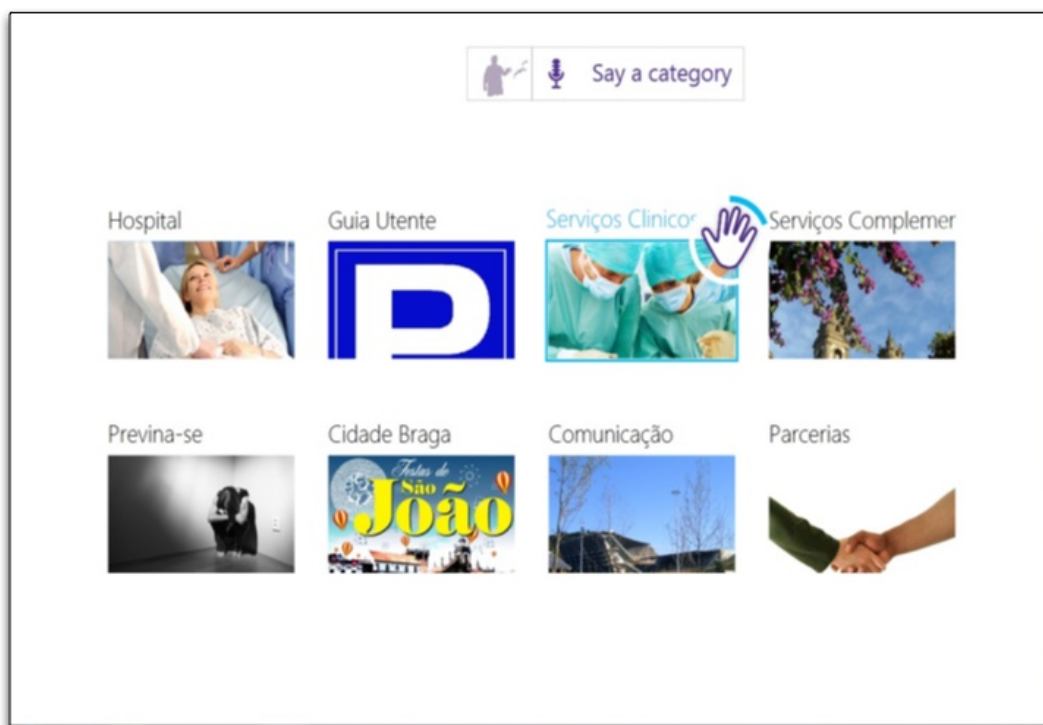 Say a category
Hospital
Guia Utente
Serviços Clinicos
Serviços Complemer
P
Previna-se
Cidade Braga
Comunicação
Parcerias
Festas de
São
João